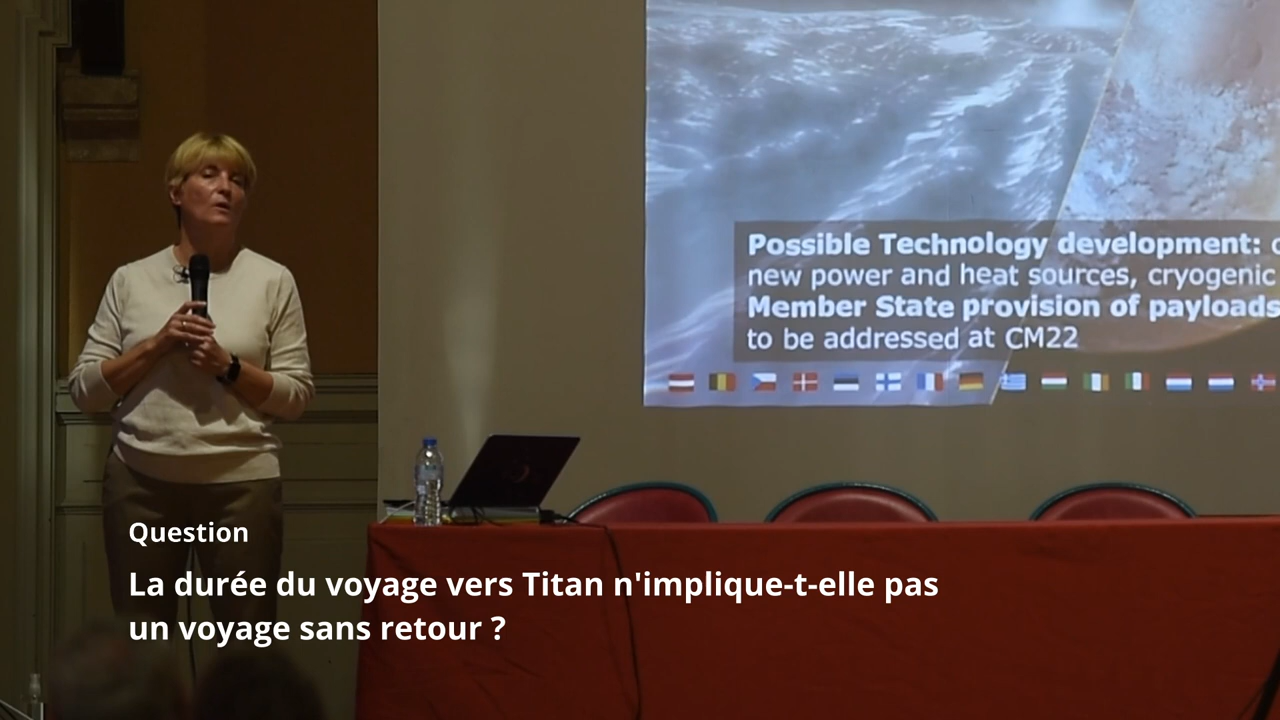 Possible Technology development:
new power and heat sources, cryogenic
Member State provision of payloads
to be addressed at CM22
Question
La durée du voyage vers Titan n'implique-t-elle pas
un voyage sans retour ?